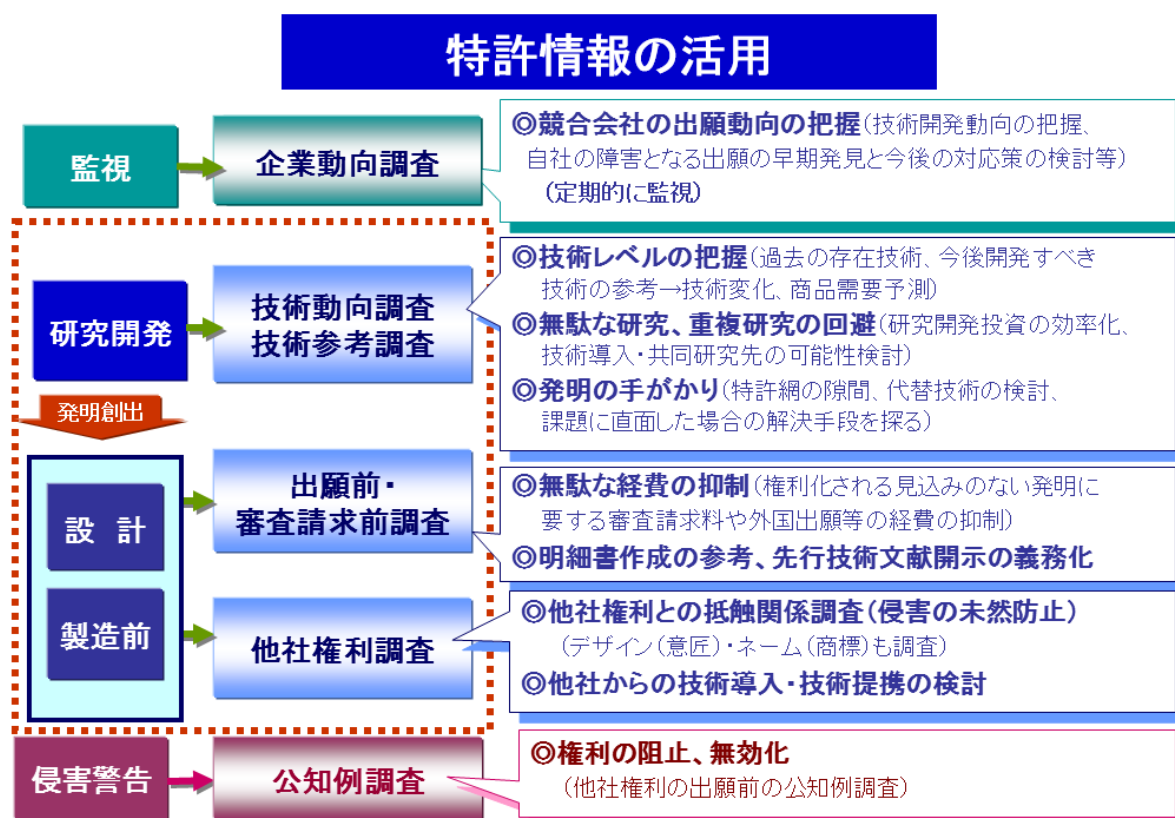 特許情報の活用
監視
企業動向調査
◎競合会社の出願動向の把握(技術開発動向の把握、
自社の障害となる出願の早期発見と今後の対応策の検討等)
(定期的に監視)
研究開発
技術動向調査
技術参考調査
◎技術レベルの把握(過去の存在技術、今後開発すべき
技術の参考→技術変化、商品需要予測)
◎無駄な研究、重複研究の回避(研究開発投資の効率化、
技術導入・共同研究先の可能性検討)
◎発明の手がかり(特許網の隙間、代替技術の検討、
課題に直面した場合の解決手段を探る)
発明創出
設 計
出願前・
審査請求前調査
◎無駄な経費の抑制(権利化される見込みのない発明に
要する審査請求料や外国出願等の経費の抑制)
◎明細書作成の参考、先行技術文献開示の義務化
製造前
他社権利調査
◎他社権利との抵触関係調査(侵害の未然防止)
(デザイン(意匠)・ネーム(商標)も調査)
◎他社からの技術導入・技術提携の検討
侵害警告
公知例調査
◎権利の阻止、無効化
(他社権利の出願前の公知例調査)